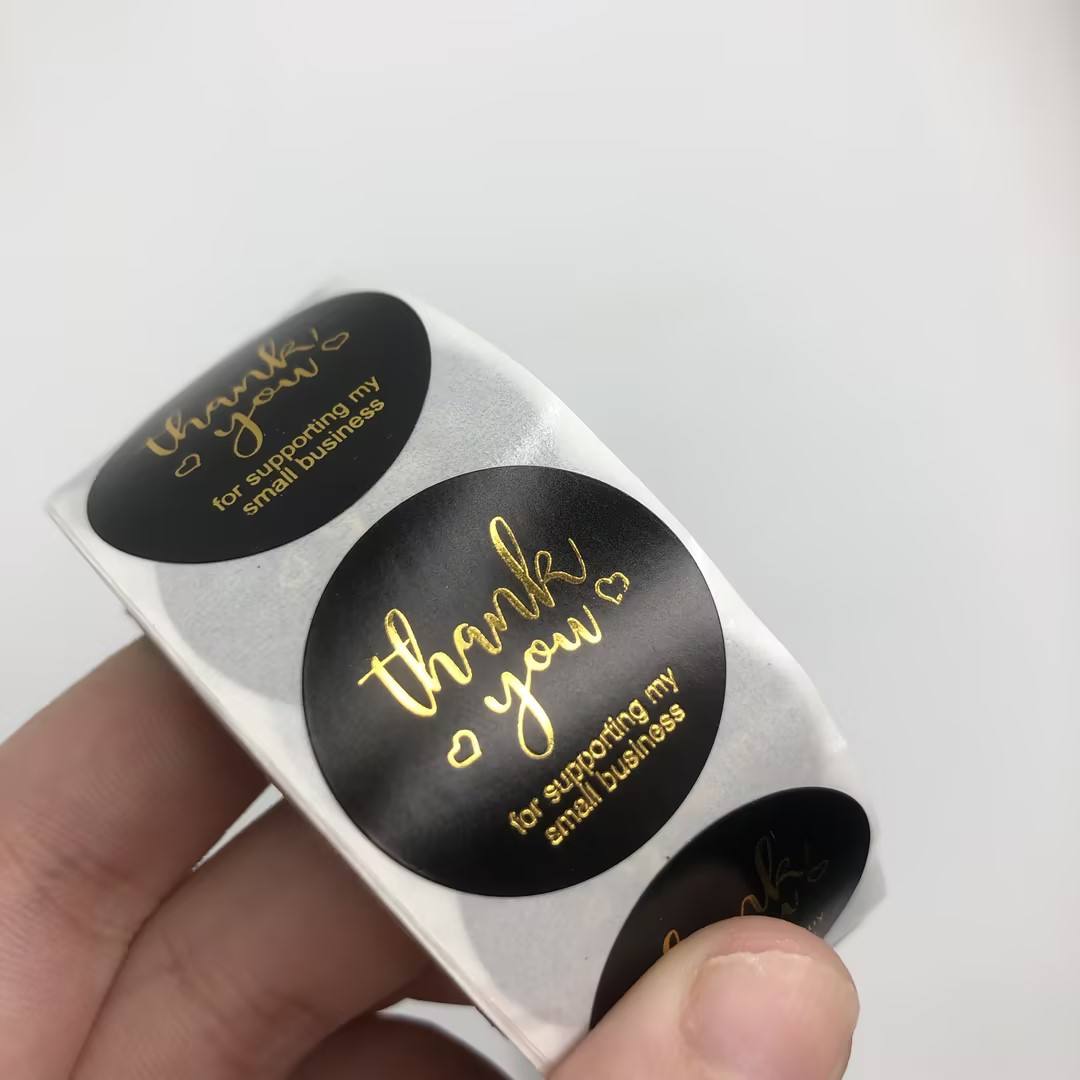 thank
you
for supporting my
small business
thank
you
for supporting my
small business